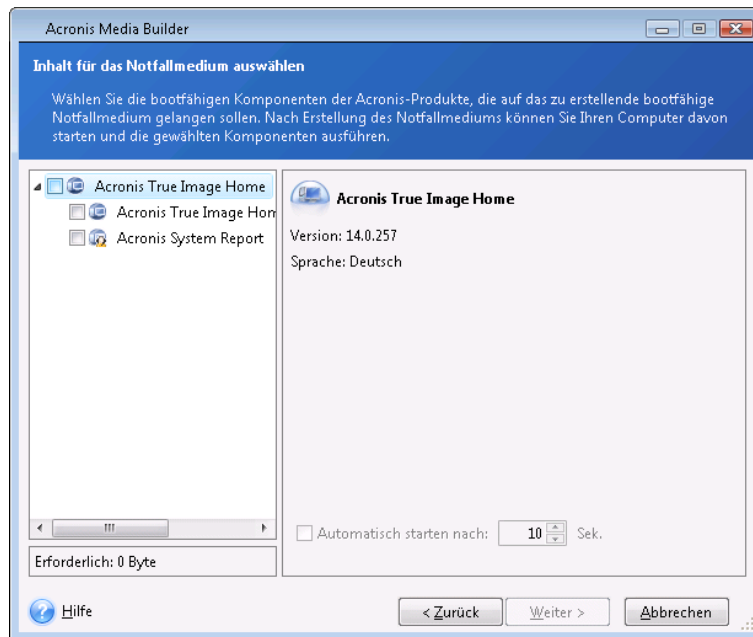 Acronis Media Builder
Inhalt für das Notfallmedium auswählen
Wählen Sie die bootfähigen Komponenten der Acronis-Produkte, die auf das zu erstellende bootfähige
Notfallmedium gelangen sollen. Nach Erstellung des Notfallmediums können Sie Ihren Computer davon
starten und die gewählten Komponenten ausführen.
Acronis True Image Home
Acronis True Image Hom
Acronis System Report
Erforderlich: 0 Byte
Acronis True Image Home
Version: 14.0.257
Sprache: Deutsch
Automatisch starten nach: 10 Sek.
Hilfe
< Zurück
Weiter >
Abbrechen